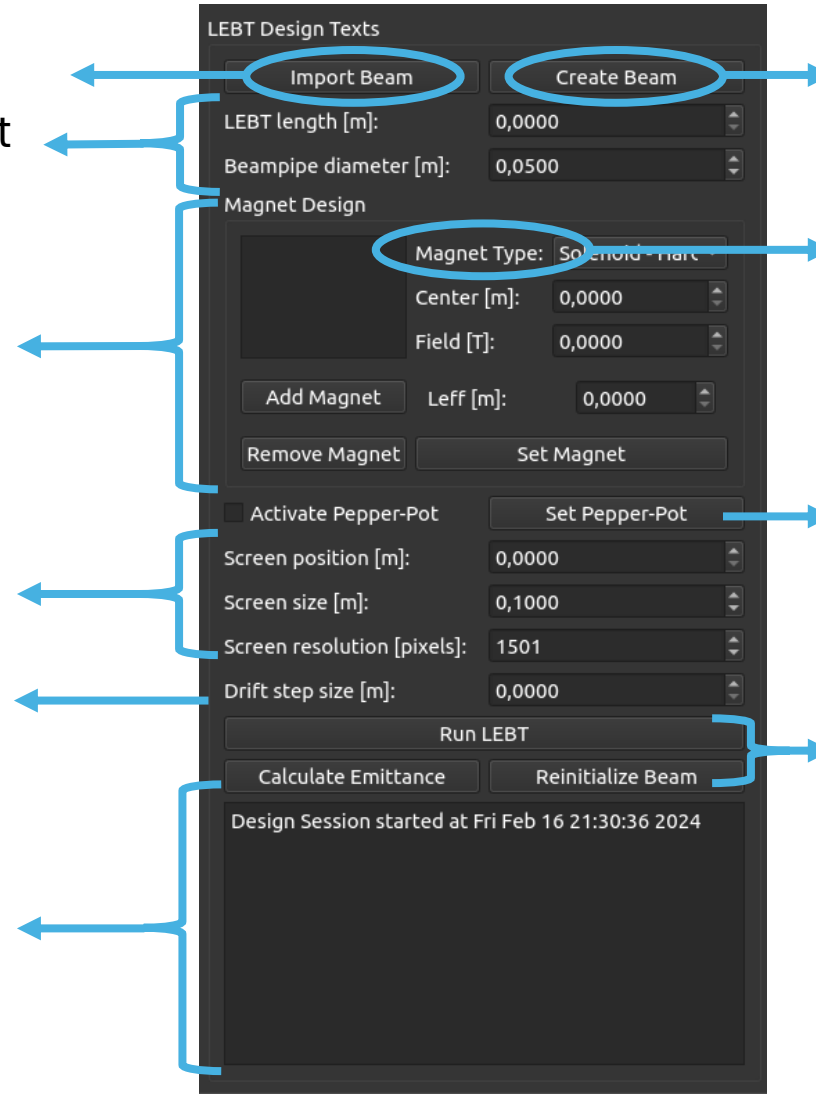 LEBT Design Texts
Import Beam Create Beam
t
LEBT length [m]: 0,0000
Beampipe diameter [m]: 0,0500
Magnet Design
Magnet Type: Solenoid - Hard
Center [m]: 0,0000
Field [T]: 0,0000
Add Magnet Leff [m]: 0,0000
Remove Magnet Set Magnet
Activate Pepper-Pot Set Pepper-Pot
Screen position [m]: 0,0000
Screen size [m]: 0,1000
Screen resolution [pixels]: 1501
Drift step size [m]: 0,0000
Run LEBT
Calculate Emittance Reinitialize Beam
Design Session started at Fri Feb 16 21:30:36 2024